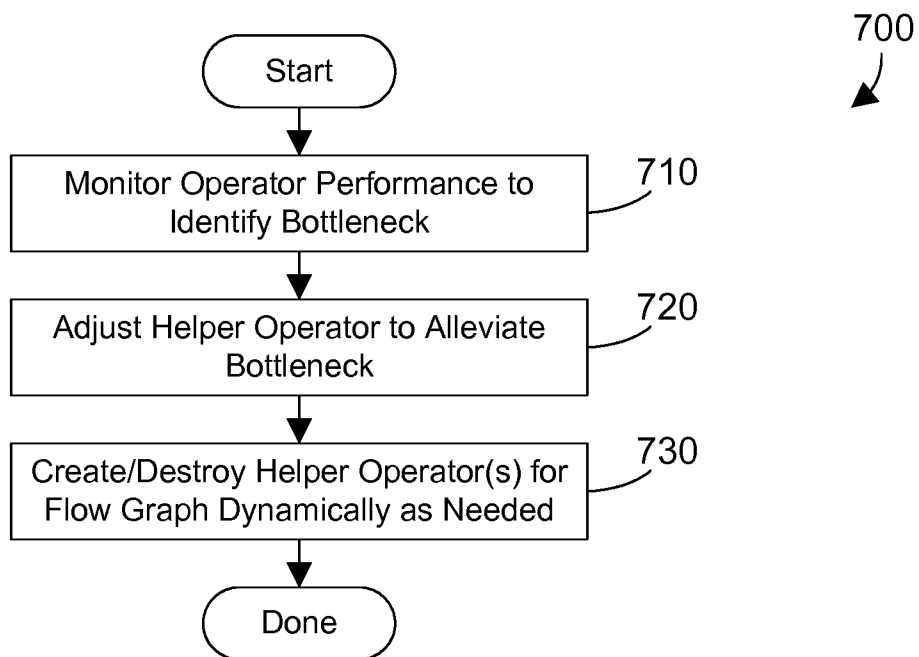 700
Start
Monitor Operator Performance to
Identify Bottleneck
710
Adjust Helper Operator to Alleviate
Bottleneck
720
Create/Destroy Helper Operator(s) for
Flow Graph Dynamically as Needed
730
Done